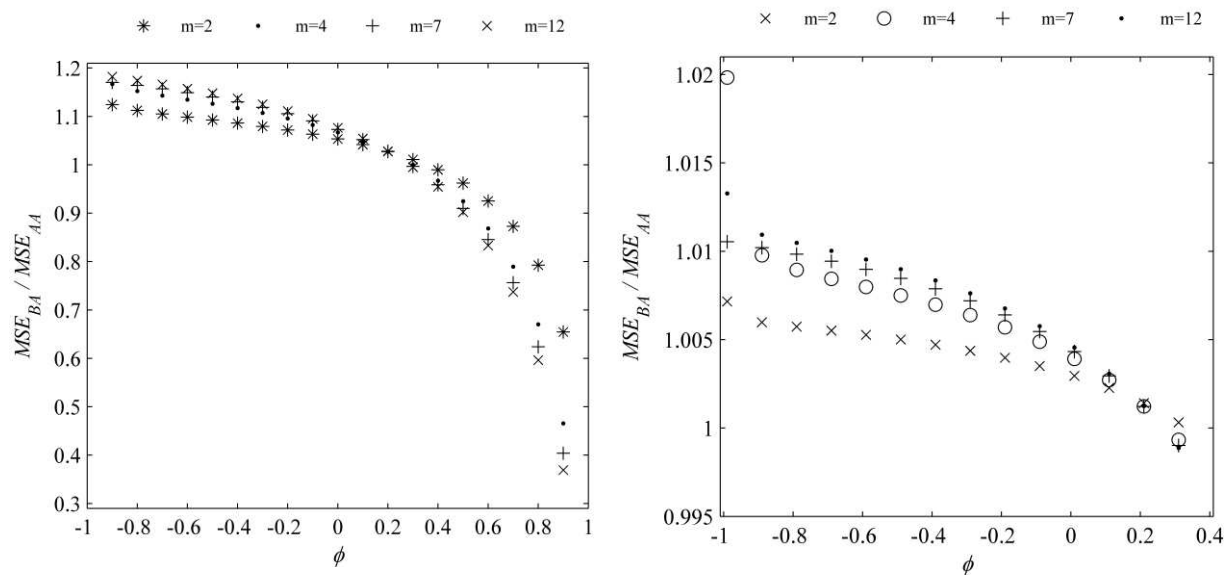 m=2 m=4 m=7 m=12
1.2
1.1
1
0.9
0.8
0.7
0.6
0.5
0.4
0.3
MSE_BA / MSE_AA
-1 -0.8 -0.6 -0.4 -0.2 0 0.2 0.4 0.6 0.8 1
ϕ
m=2 m=4 m=7 m=12
1.02
1.015
1.01
1.005
1
0.995
MSE_BA / MSE_AA
-1 -0.8 -0.6 -0.4 -0.2 0 0.2 0.4
ϕ